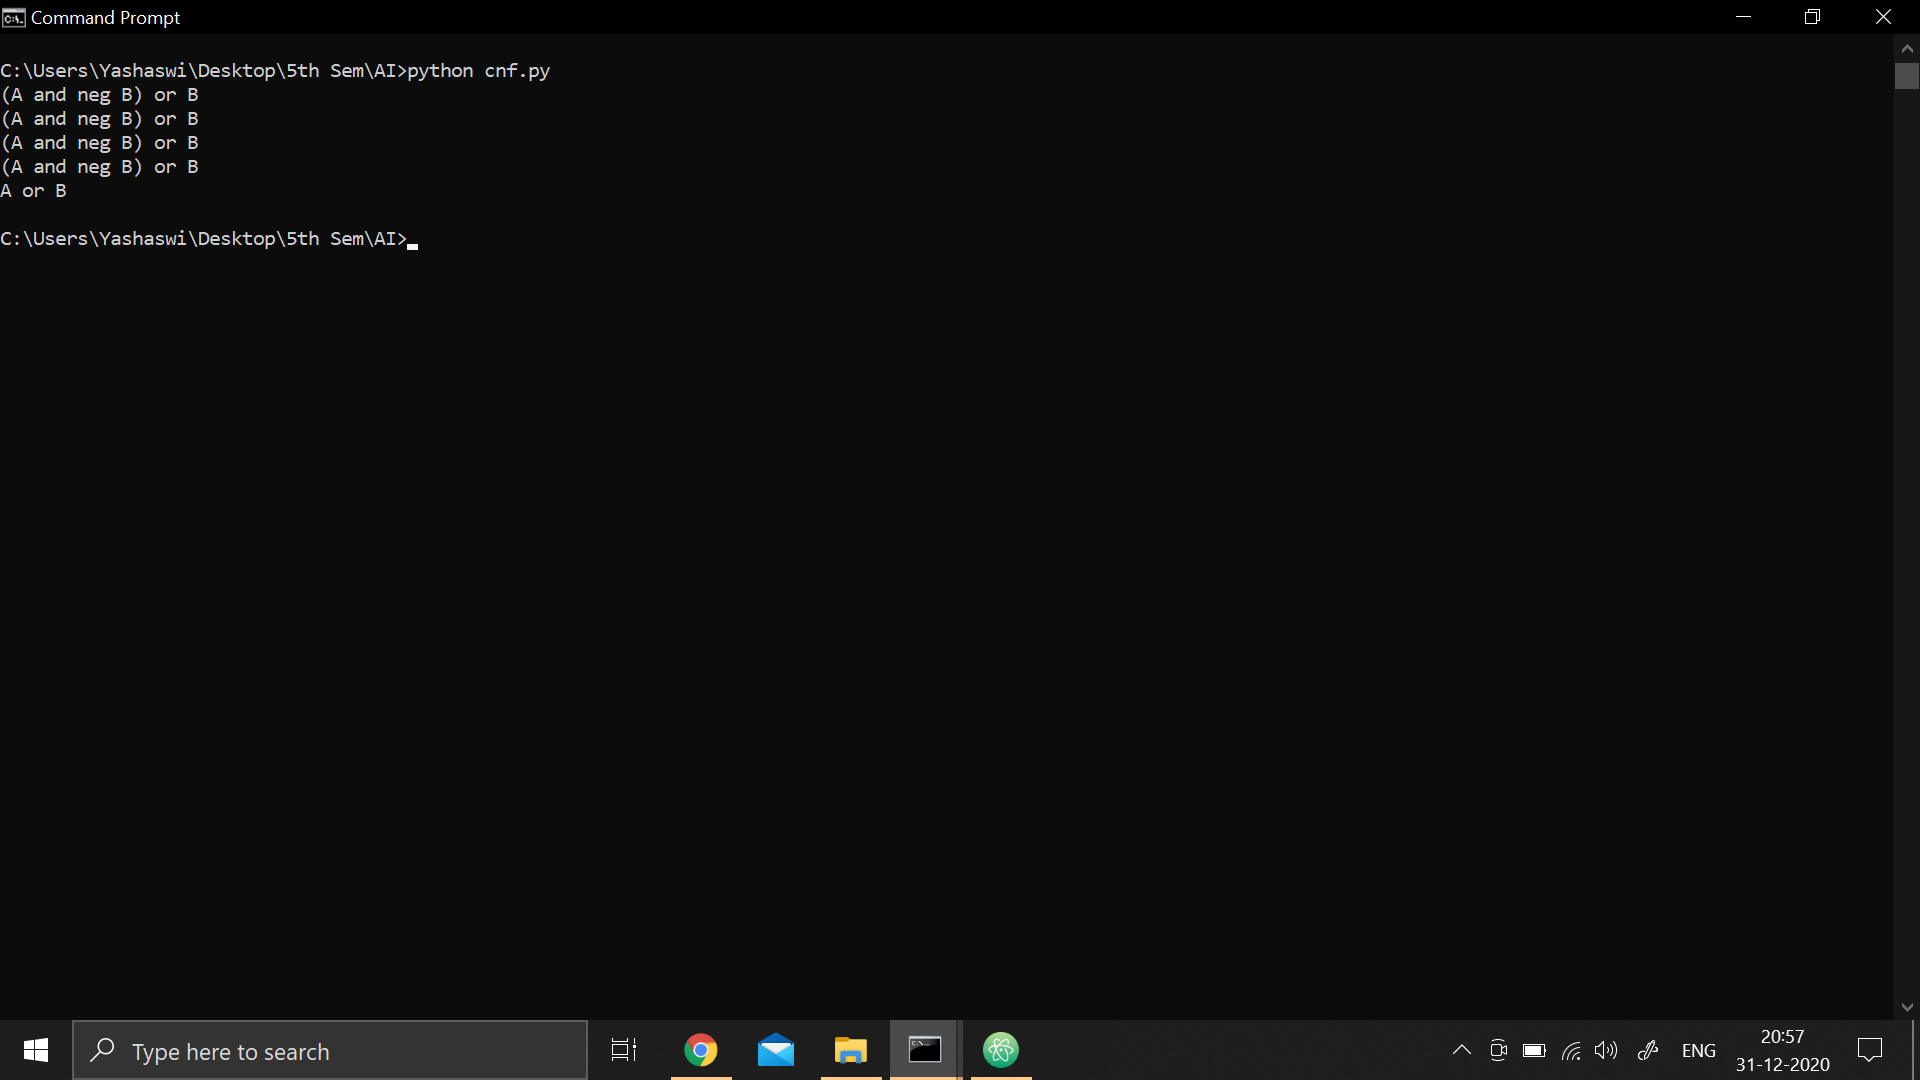 Command Prompt
C:\Users\Yashaswi\Desktop\5th Sem\AI>python cnf.py
(A and neg B) or B
(A and neg B) or B
(A and neg B) or B
(A and neg B) or B
A or B
C:\Users\Yashaswi\Desktop\5th Sem\AI>
Type here to search
ENG
20:57
31-12-2020